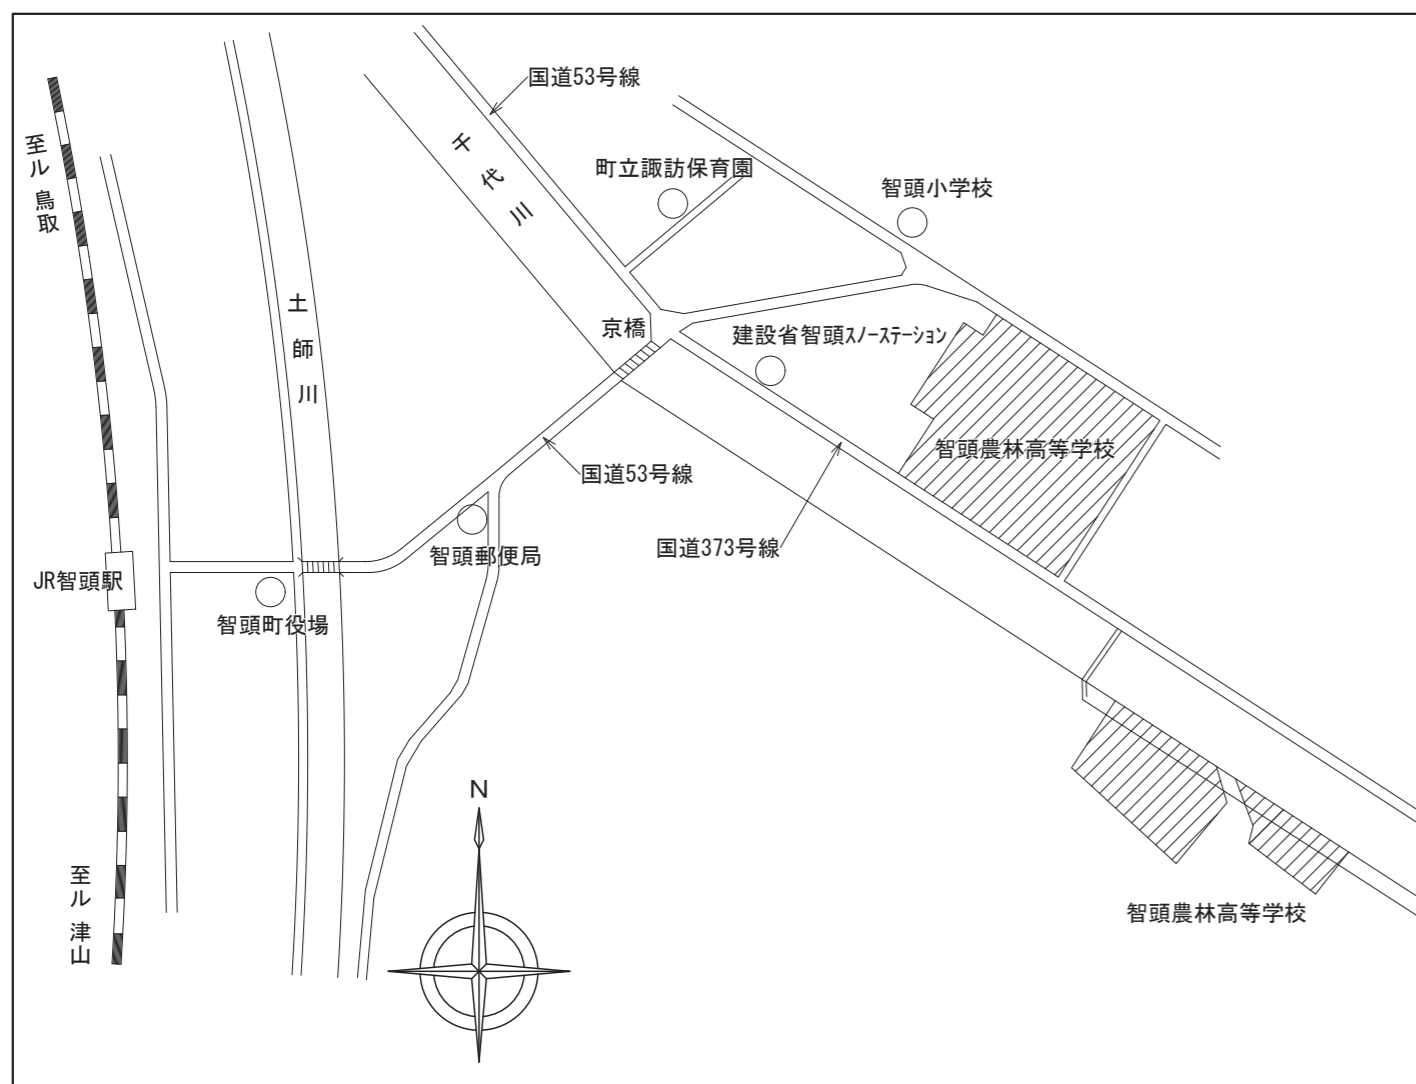 国道53号線
至ル 鳥取
千代川
町立諏訪保育園
智頭小学校
土師川
京橋
建設省智頭スノーステーション
智頭農林高等学校
国道53号線
国道373号線
智頭郵便局
JR智頭駅
智頭町役場
N
至ル 津山
智頭農林高等学校